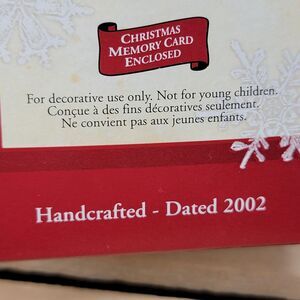 CHRISTMAS
MEMORY CARD
ENCLOSED
For decorative use only. Not for young children.
Conçue à des fins décoratives seulement.
Ne convient pas aux jeunes enfants.
Handcrafted - Dated 2002